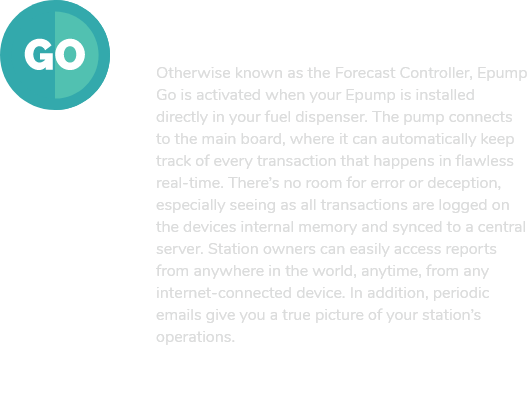 GO
Otherwise known as the Forecast Controller, Epump
Go is activated when your Epump is installed
directly in your fuel dispenser. The pump connects
to the main board, where it can automatically keep
track of every transaction that happens in flawless
real-time. There's no room for error or deception,
especially seeing as all transactions are logged on
the devices internal memory and synced to a central
server. Station owners can easily access reports
from anywhere in the world, anytime, from any
internet-connected device. In addition, periodic
emails give you a true picture of your station's
operations.